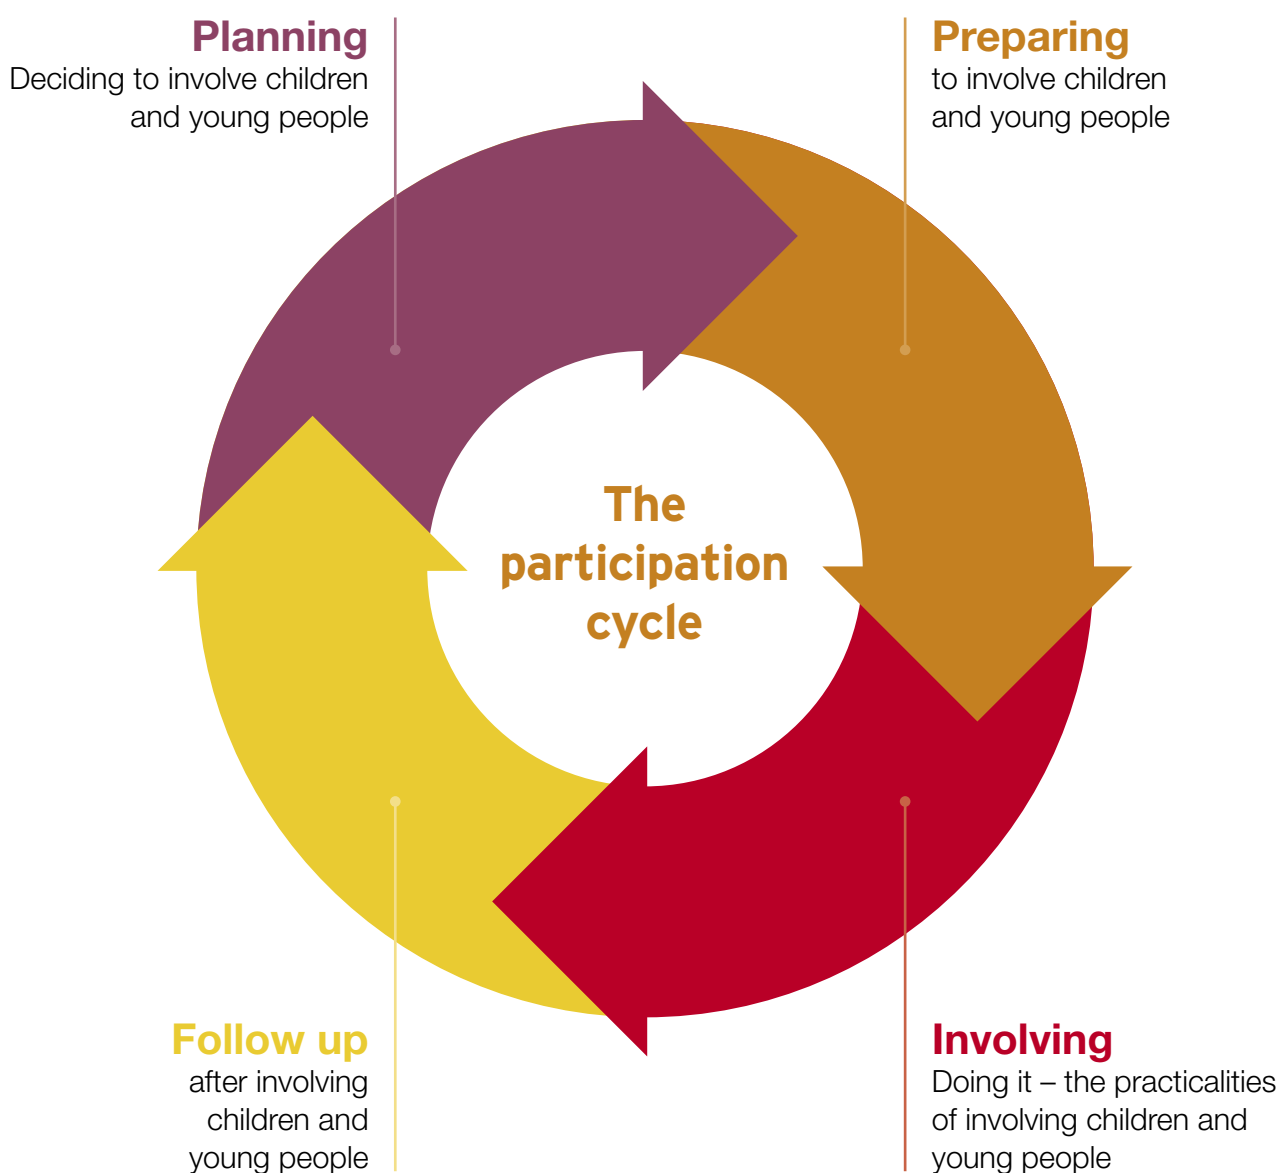 Planning
Deciding to involve children
and young people
Preparing
to involve children
and young people
The
participation
cycle
Follow up
after involving
children and
young people
Involving
Doing it – the practicalities
of involving children and
young people